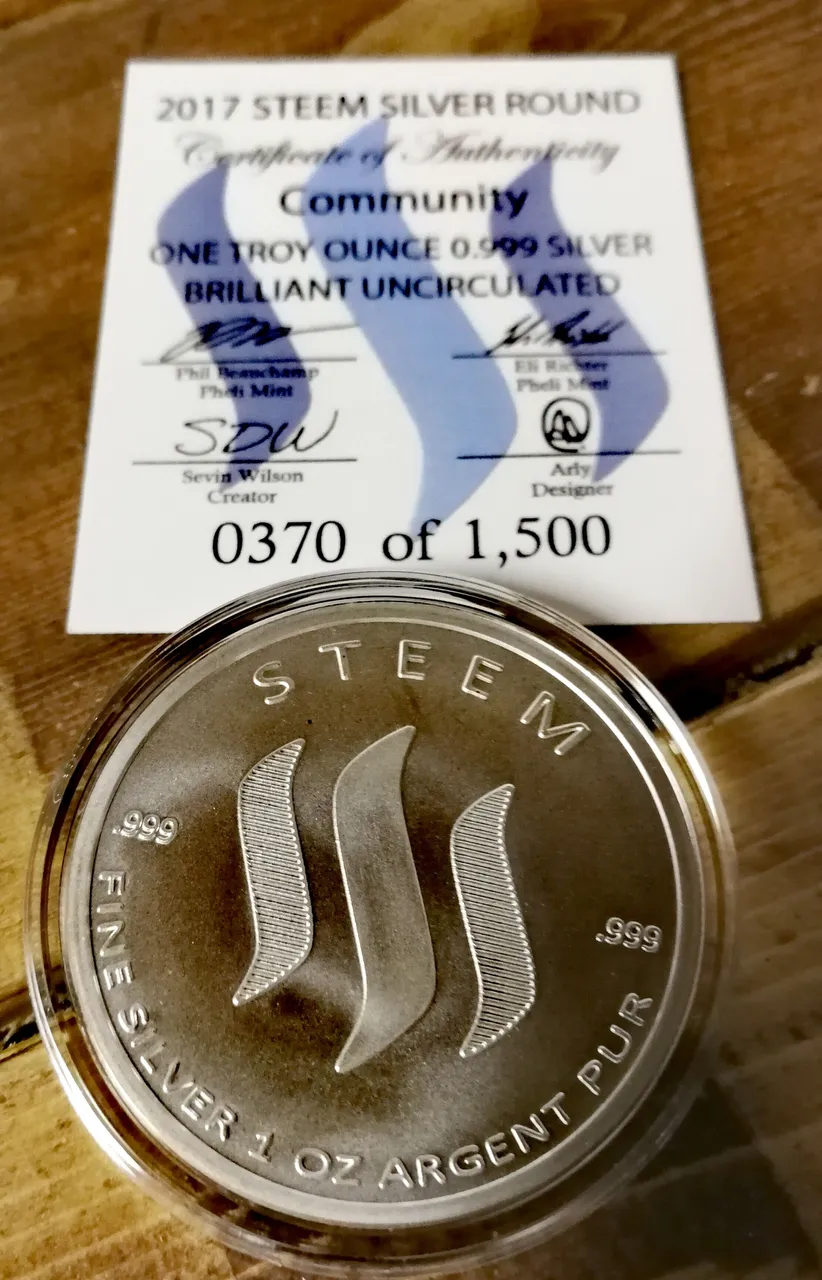 2017 STEEM SILVER ROUND
Certificate of Authenticity
Community
ONE TROY OUNCE 0.999 SILVER
BRILLIANT UNCIRCULATED
Phil Beauchamp
Pheli Mint
Eli Richter
Pheli Mint
SDW
Sevin Wilson
Creator
Arly
Designer
0370 of 1,500
STEEM
.999
.999
FINE SILVER 1 OZ ARGENT PUR